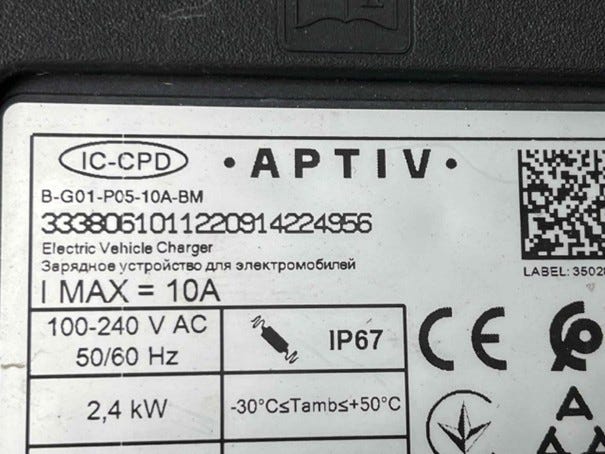 IC-CPD
• A P T I V •
B-G01-P05-10A-BM
3338061011220914224956
Electric Vehicle Charger
Зарядное устройство для электромобилей
I MAX = 10A
LABEL: 3502
100-240 V AC
50/60 Hz
IP67
CE
2,4 kW
-30°C≤Tamb≤+50°C